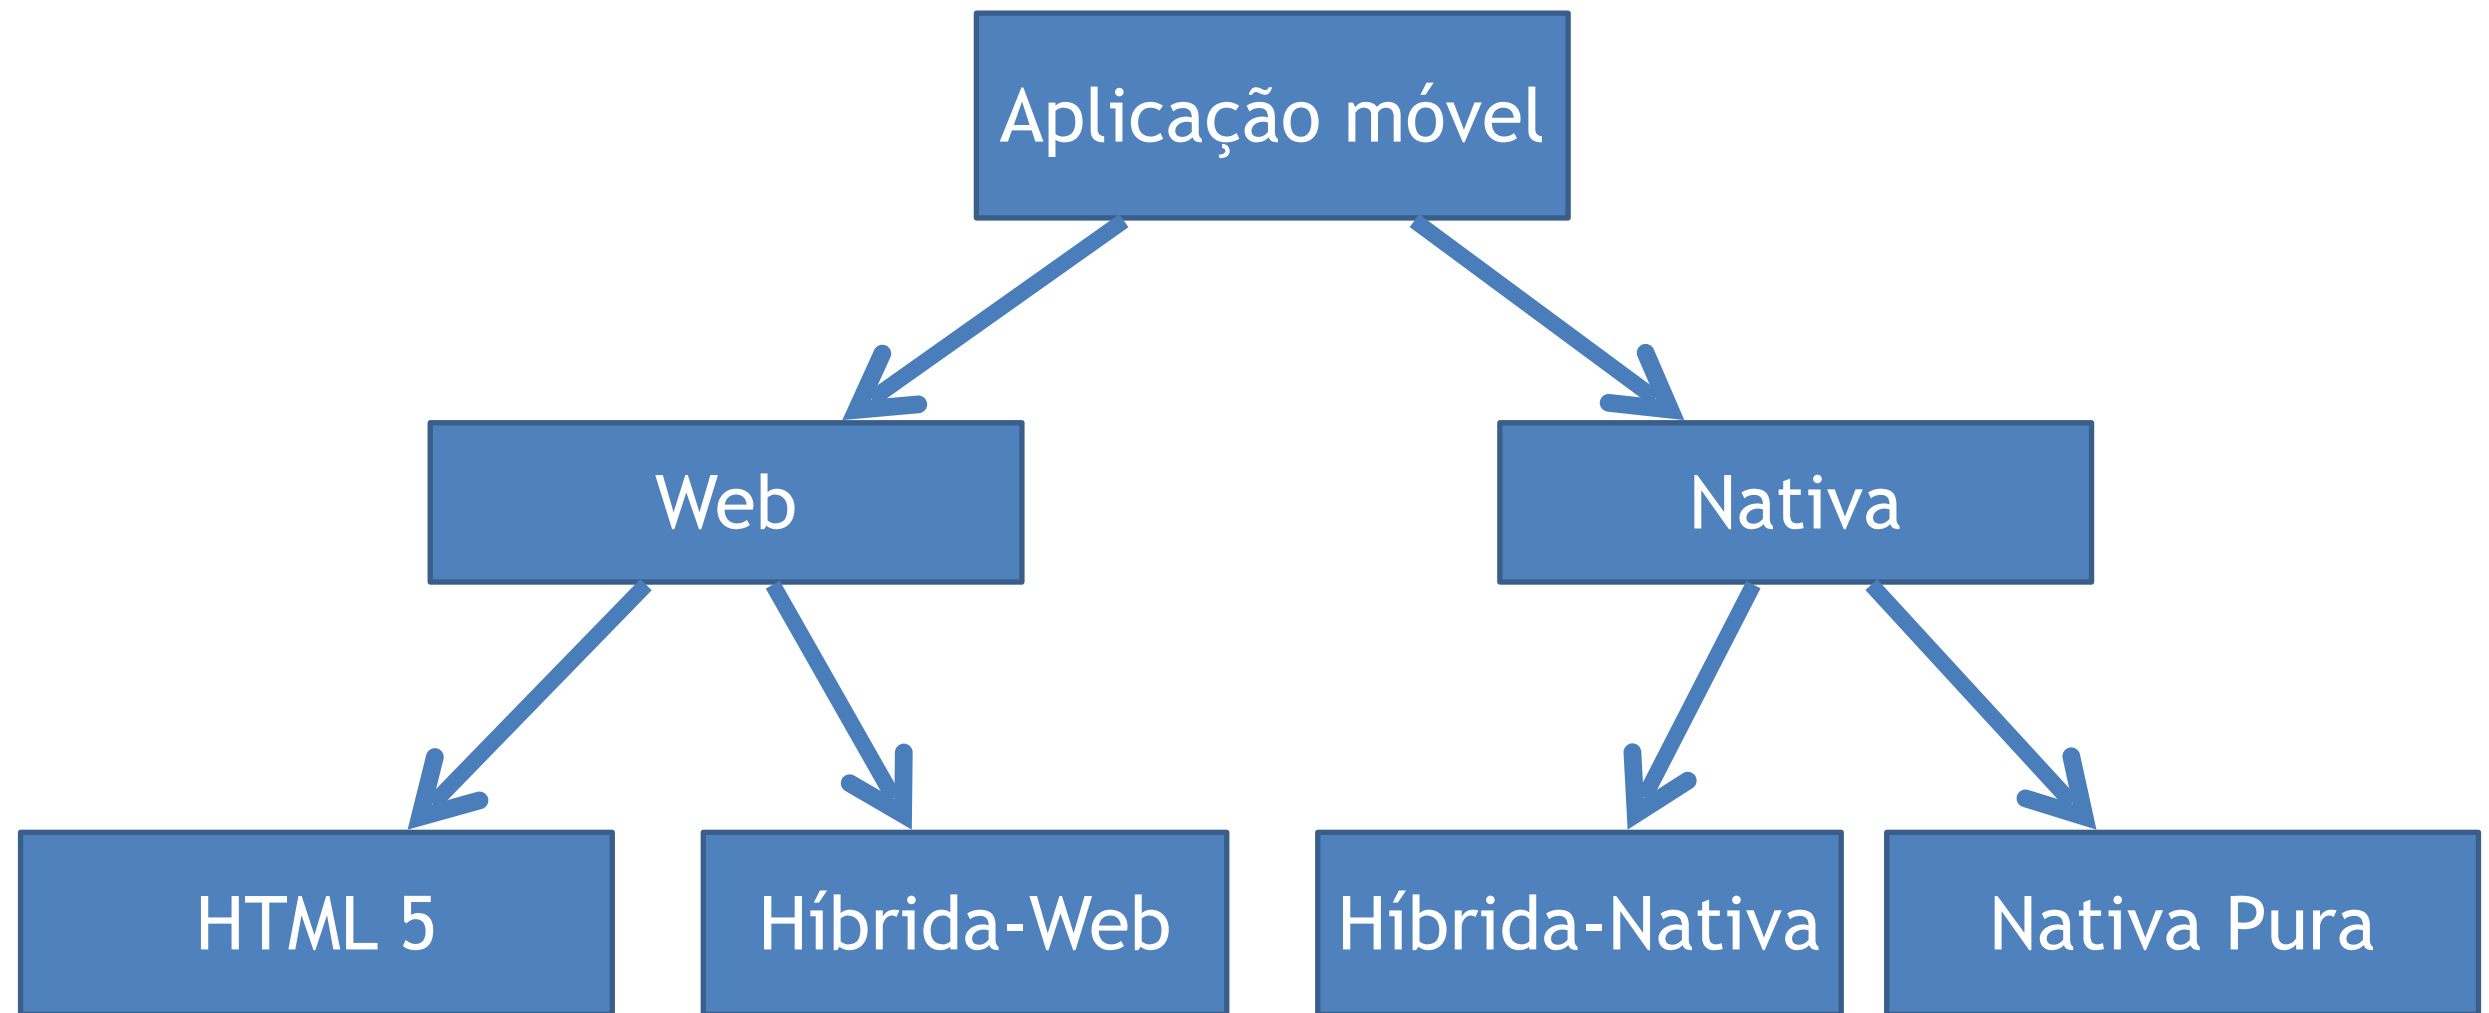 Aplicação móvel
Web
Nativa
HTML 5
Híbrida-Web
Híbrida-Nativa
Nativa Pura